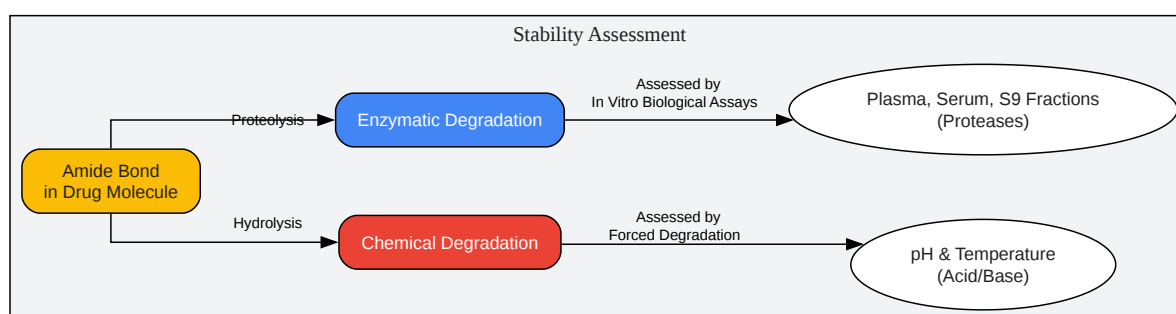 Stability Assessment
Amide Bond
in Drug Molecule
Proteolysis
Enzymatic Degradation
Assessed by
In Vitro Biological Assays
Plasma, Serum, S9 Fractions
(Proteases)
Hydrolysis
Chemical Degradation
Assessed by
Forced Degradation
pH & Temperature
(Acid/Base)